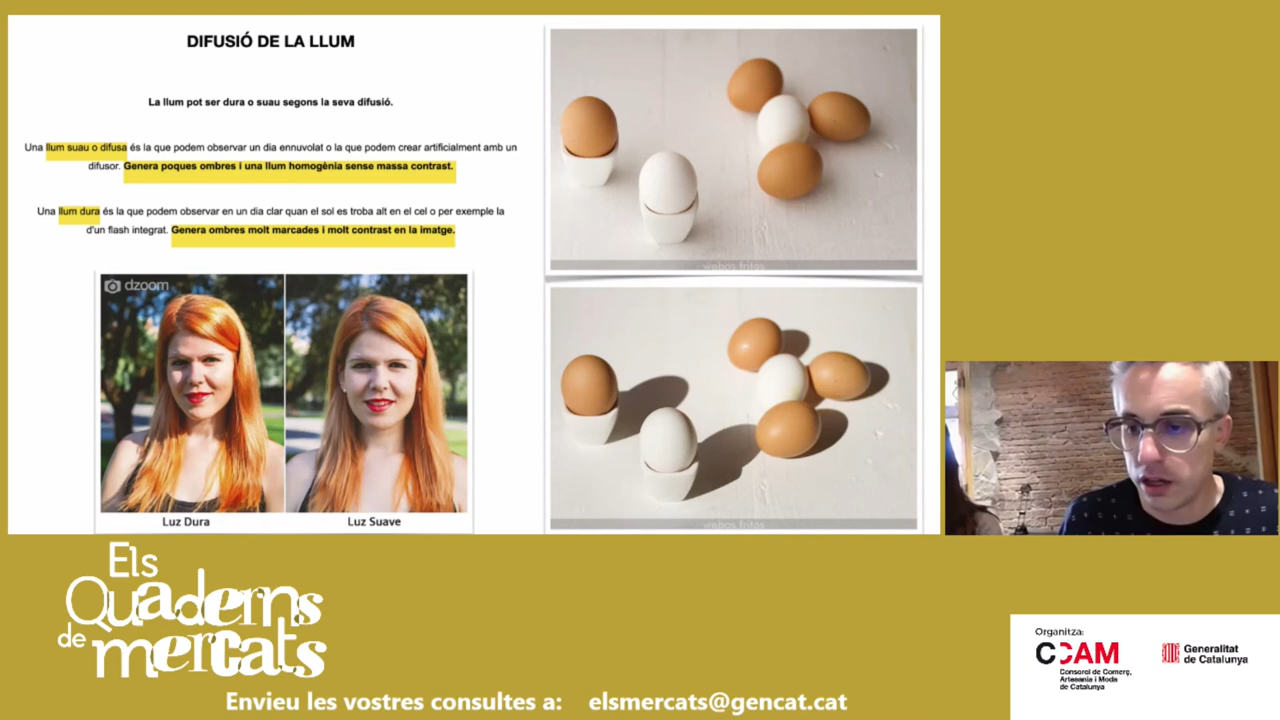 DIFUSIÓ DE LA LLUM
La llum pot ser dura o suau segons la seva difusió.
Una llum suau o difusa és la que podem observar un dia ennuvolat o la que podem crear artificialment amb un
difusor. Genera poques ombres i una llum homogènia sense massa contrast.
Una llum dura és la que podem observar en un dia clar quan el sol es troba alt en el cel o per exemple la
d'un flash integrat. Genera ombres molt marcades i molt contrast en la imatge.
dzoom
Luz Dura
Luz Suave
webos fritos
webos fritos
Els
Quaderns
de mercats
Envieu les vostres consultes a: elsmercats@gencat.cat
Organitza:
CCAM
Consorci de Comerç,
Artesania i Moda
de Catalunya
Generalitat
de Catalunya